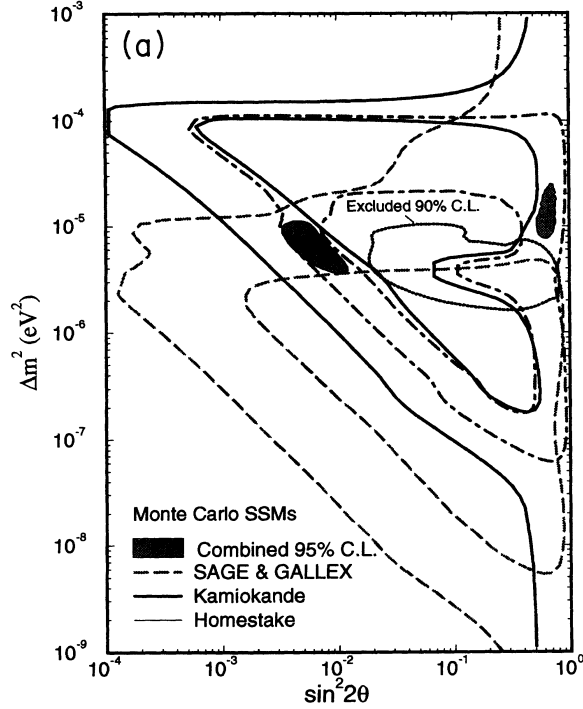 (a)
10⁻³
10⁻⁴
10⁻⁵
10⁻⁶
10⁻⁷
10⁻⁸
10⁻⁹
Δm² (eV²)
Excluded 90% C.L.
Monte Carlo SSMs
Combined 95% C.L.
SAGE & GALLEX
Kamiokande
Homestake
10⁻⁴ 10⁻³ 10⁻² 10⁻¹ 10⁰
sin²2θ